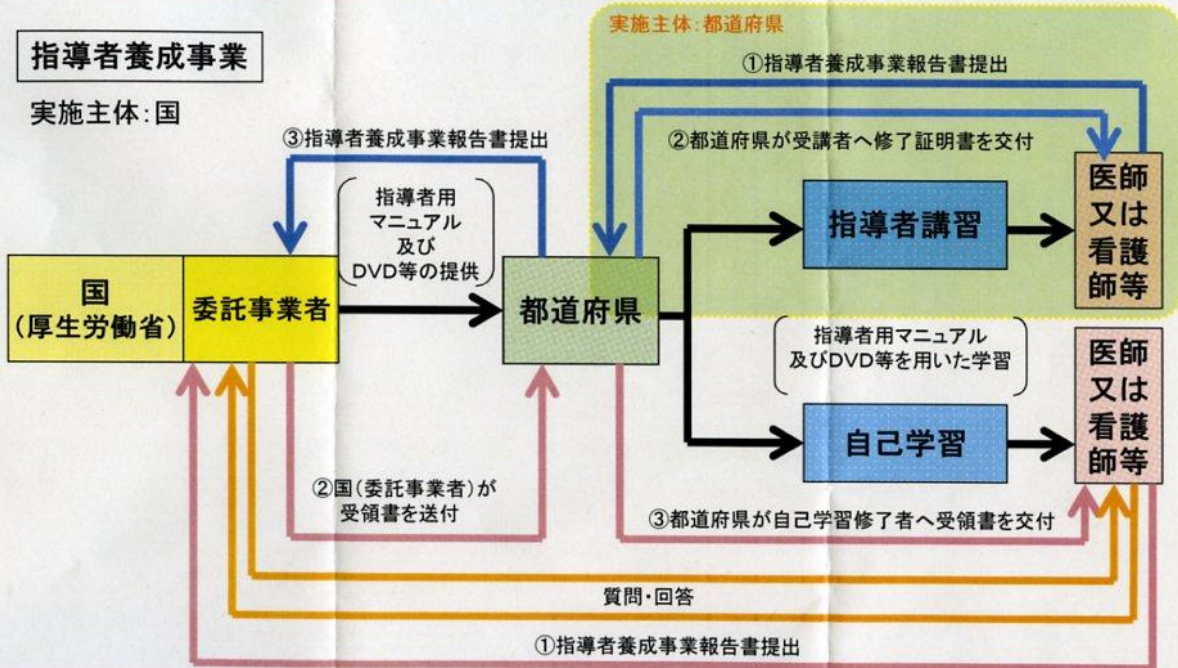 実施主体：都道府県
指導者養成事業
①指導者養成事業報告書提出
実施主体：国
③指導者養成事業報告書提出
②都道府県が受講者へ修了証明書を交付
指導者用
マニュアル
及び
DVD等の提供
指導者講習
医師
又は
看護
師等
国
（厚生労働省）
委託事業者
都道府県
指導者用マニュアル
及びDVD等を用いた学習
医師
又は
看護
師等
自己学習
②国（委託事業者）が
受領書を送付
③都道府県が自己学習修了者へ受領書を交付
質問・回答
①指導者養成事業報告書提出